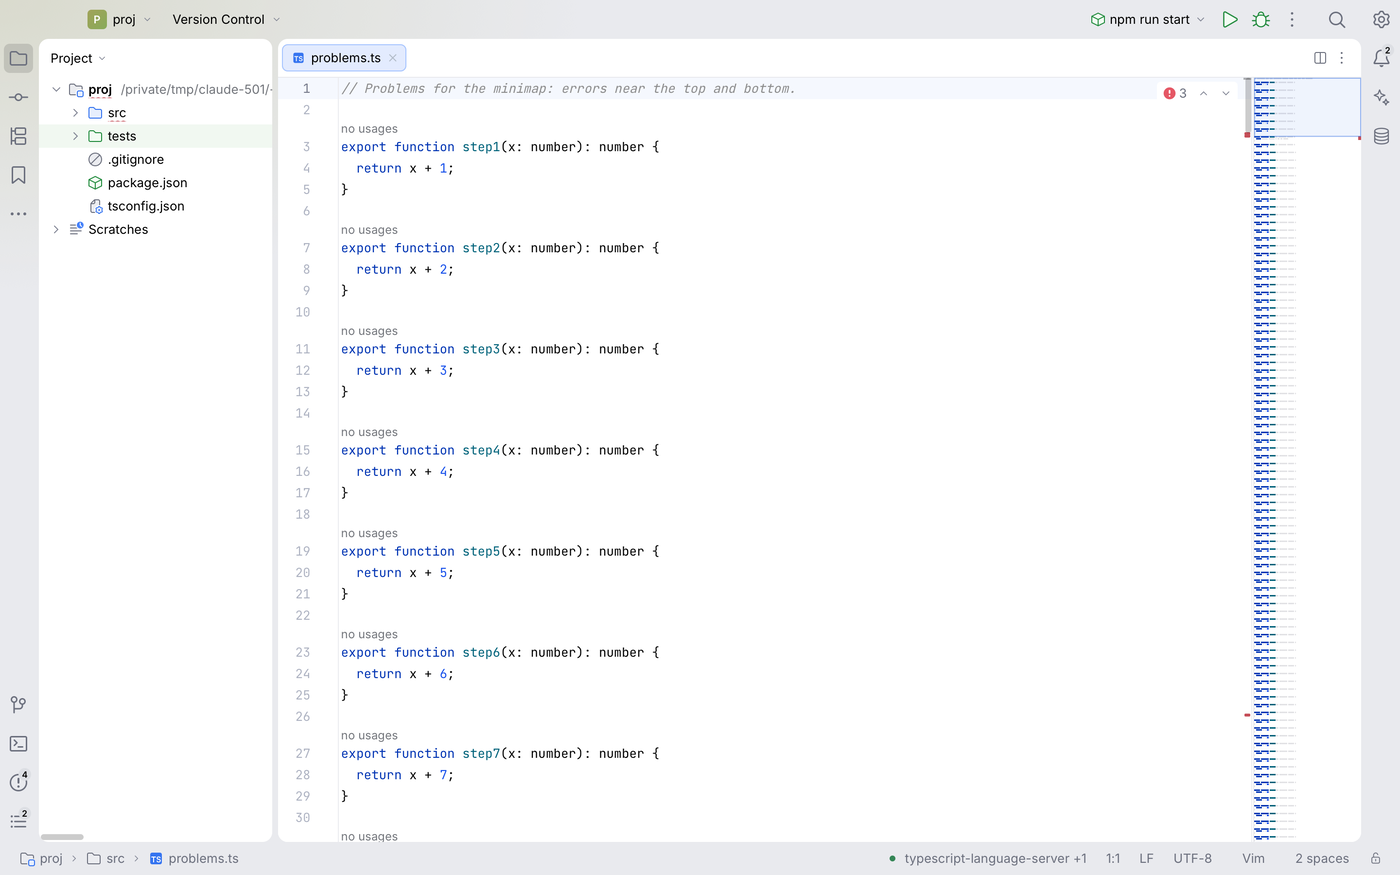 P proj Version Control npm run start
Project
problems.ts
2
proj /private/tmp/claude-501/-
src
tests
.gitignore
package.json
tsconfig.json
Scratches
3
1 // Problems for the minimap: errors near the top and bottom.
2
no usages
3 export function step1(x: number): number {
4 return x + 1;
5 }
6
no usages
7 export function step2(x: number): number {
8 return x + 2;
9 }
10
no usages
11 export function step3(x: number): number {
12 return x + 3;
13 }
14
no usages
15 export function step4(x: number): number {
16 return x + 4;
17 }
18
no usages
19 export function step5(x: number): number {
20 return x + 5;
21 }
22
no usages
23 export function step6(x: number): number {
24 return x + 6;
25 }
26
no usages
27 export function step7(x: number): number {
28 return x + 7;
29 }
30
no usages
4
2
proj src TS problems.ts typescript-language-server +1 1:1 LF UTF-8 Vim 2 spaces